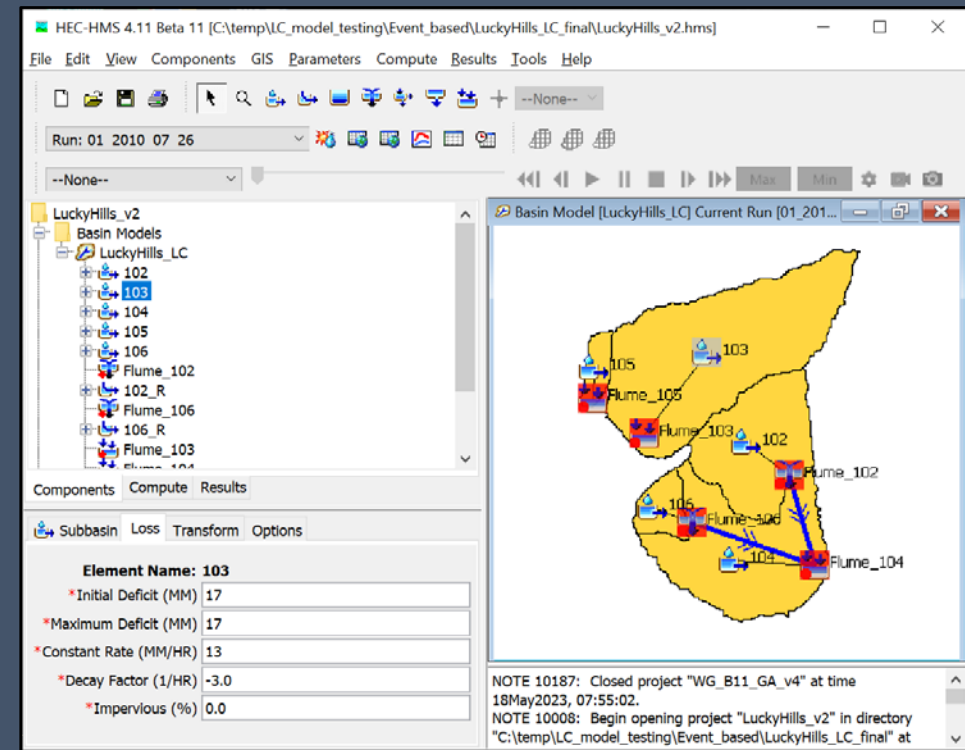 HEC-HMS 4.11 Beta 11 [C:\temp\LC_model_testing\Event_based\LuckyHills_LC_final\LuckyHills_v2.hms]
File Edit View Components GIS Parameters Compute Results Tools Help
--None--
Run: 01 2010 07 26
--None--
Max Min
LuckyHills_v2
Basin Models
LuckyHills_LC
102
103
104
105
106
Flume_102
102_R
Flume_106
106_R
Flume_103
Flume_104
Components Compute Results
Subbasin Loss Transform Options
Element Name: 103
*Initial Deficit (MM) 17
*Maximum Deficit (MM) 17
*Constant Rate (MM/HR) 13
*Decay Factor (1/HR) -3.0
*Impervious (%) 0.0
Basin Model [LuckyHills_LC] Current Run [01_201...
103
105
Flume_105
Flume_103
102
Flume_102
106
Flume_106
104
Flume_104
NOTE 10187: Closed project "WG_B11_GA_v4" at time
18May2023, 07:55:02.
NOTE 10008: Begin opening project "LuckyHills_v2" in directory
"C:\temp\LC_model_testing\Event_based\LuckyHills_LC_final" at